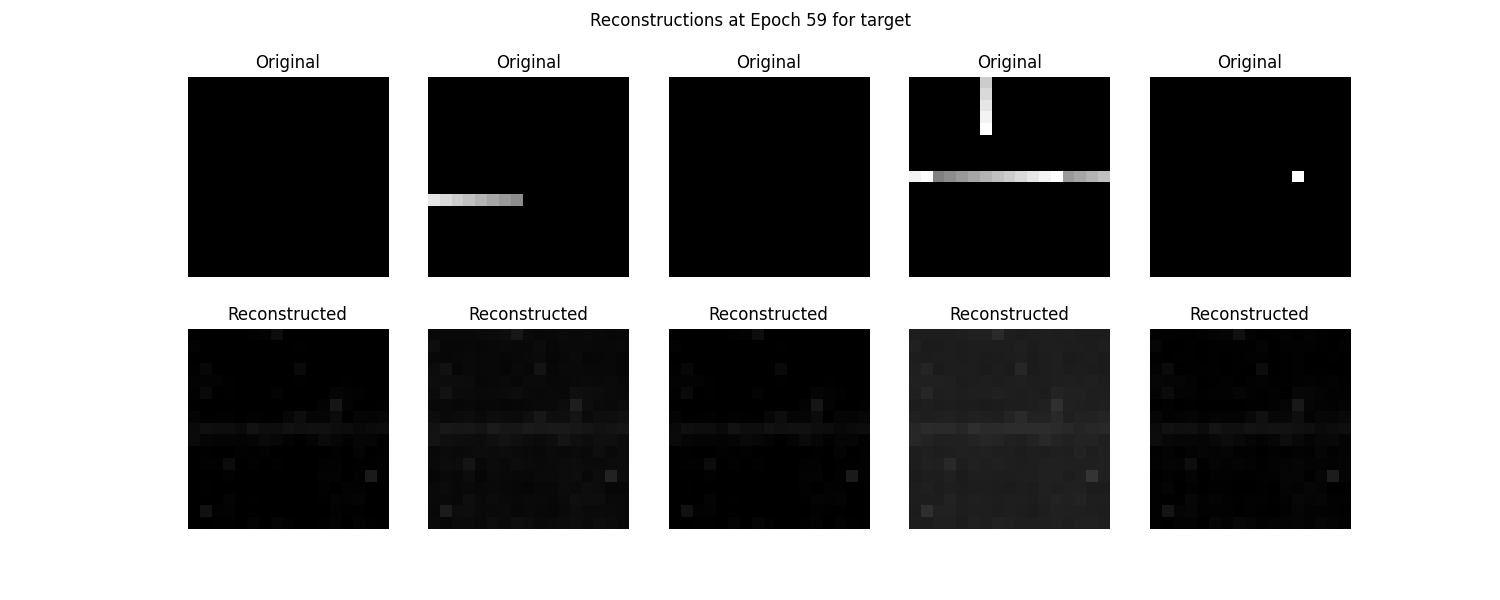 Reconstructions at Epoch 59 for target
Original Original Original Original Original
Reconstructed Reconstructed Reconstructed Reconstructed Reconstructed